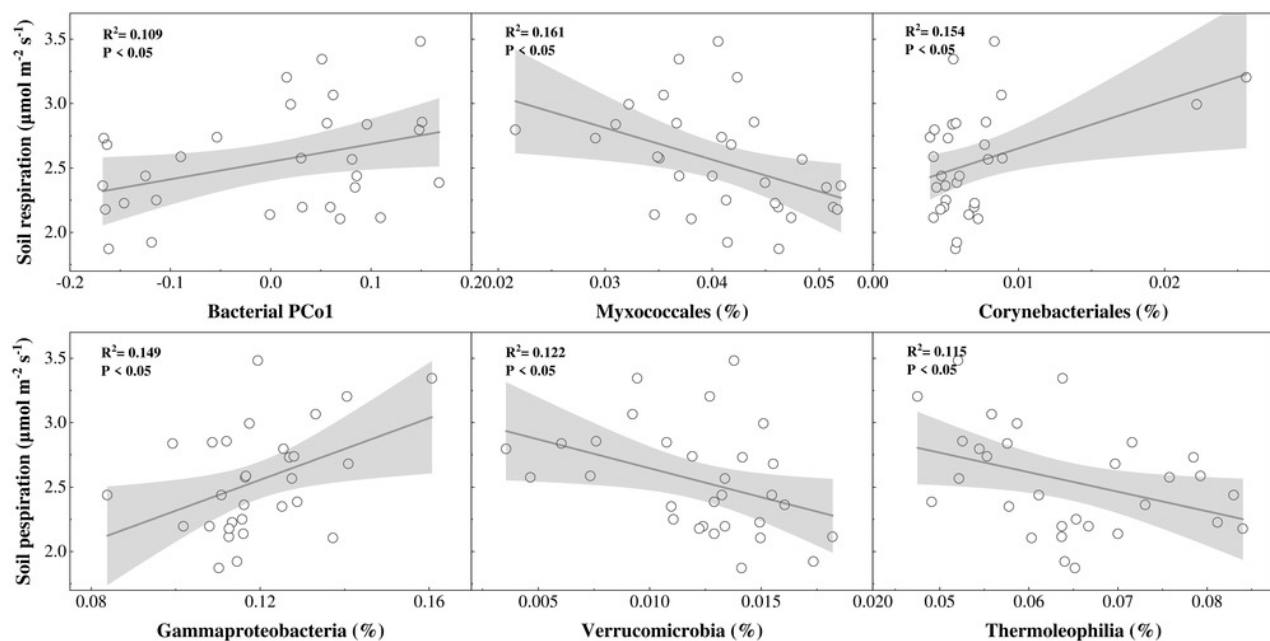 R²= 0.109
P < 0.05
R²= 0.161
P < 0.05
R²= 0.154
P < 0.05
3.5
3.0
2.5
2.0
Soil respiration (μmol m⁻² s⁻¹)
-0.2 -0.1 0.0 0.1 0.20.02 0.03 0.04 0.05 0.00 0.01 0.02
Bacterial PCo1 Myxococcales (%) Corynebacteriales (%)
R²= 0.149
P < 0.05
R²= 0.122
P < 0.05
R²= 0.115
P < 0.05
3.5
3.0
2.5
2.0
Soil pespiration (μmol m⁻² s⁻¹)
0.08 0.12 0.16 0.005 0.010 0.015 0.020 0.05 0.06 0.07 0.08
Gammaproteobacteria (%) Verrucomicrobia (%) Thermoleophilia (%)